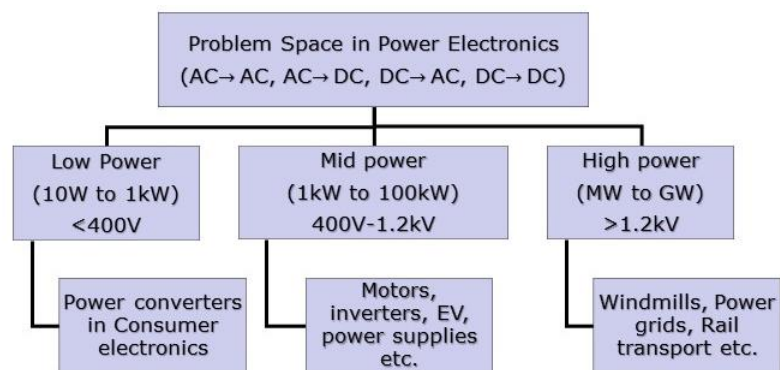 Problem Space in Power Electronics
(AC→ AC, AC→ DC, DC→ AC, DC→ DC)
Low Power
(10W to 1kW)
<400V
Mid power
(1kW to 100kW)
400V-1.2kV
High power
(MW to GW)
>1.2kV
Power converters
in Consumer
electronics
Motors,
inverters, EV,
power supplies
etc.
Windmills, Power
grids, Rail
transport etc.